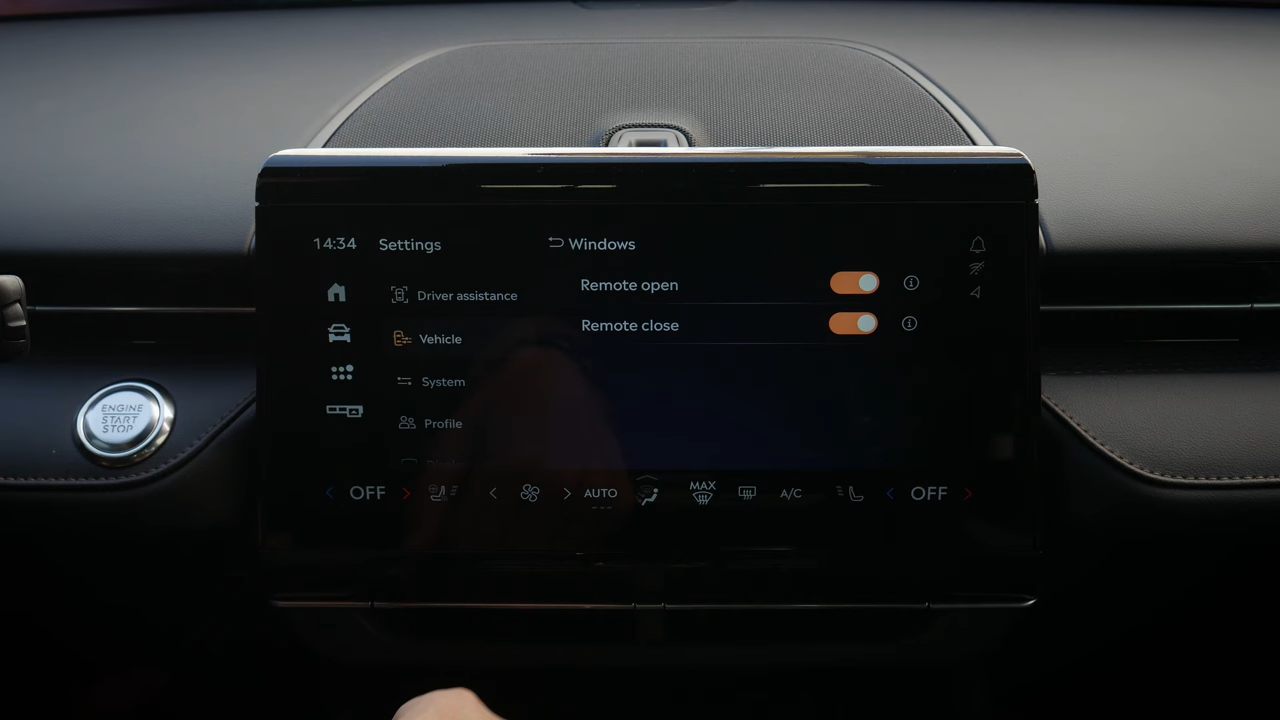 14:34 Settings
Windows
Driver assistance
Vehicle
System
Profile
Remote open
Remote close
ENGINE
START
STOP
OFF
AUTO
MAX
A/C
OFF